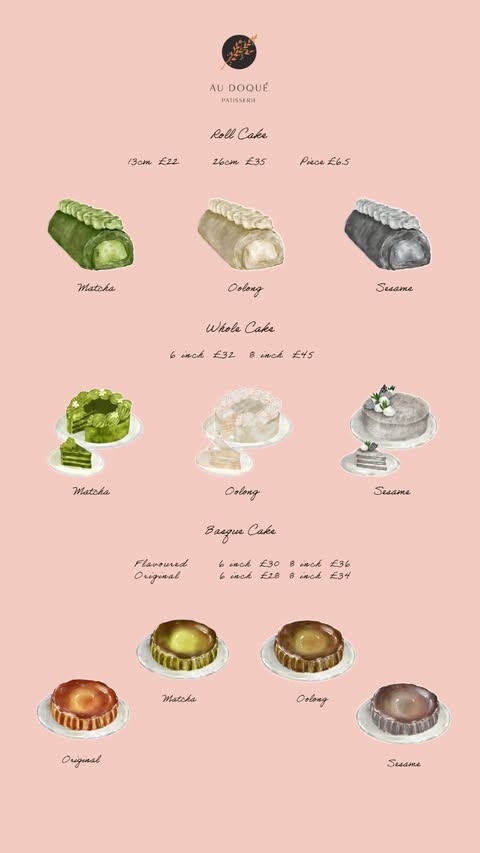 AU DOQUÉ
PATISSERIE
Roll Cake
13cm £22 26cm £35 Piece £6.5
Matcha Oolong Sesame
Whole Cake
6 inch £32 8 inch £45
Matcha Oolong Sesame
Basque Cake
Flavoured 6 inch £30 8 inch £36
Original 6 inch £28 8 inch £34
Matcha Oolong
Original Sesame